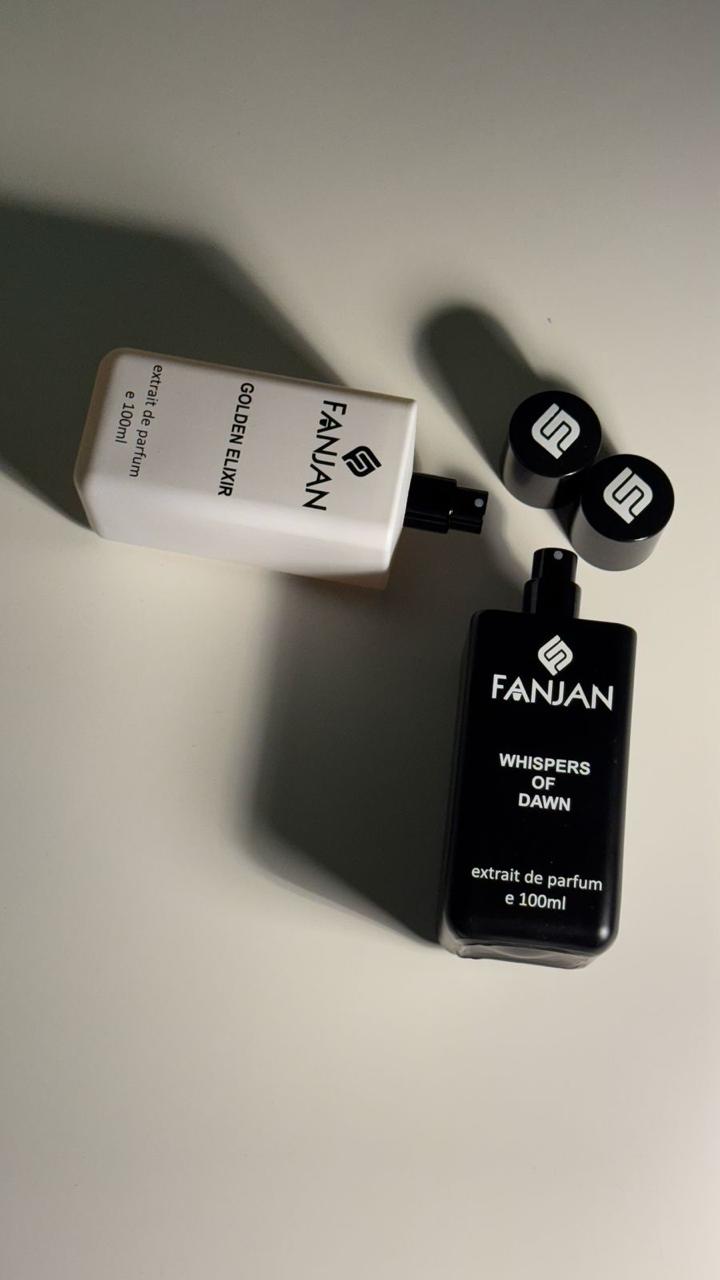 FANJAN
GOLDEN ELIXIR
extrait de parfum
e 100ml
FANJAN
WHISPERS
OF
DAWN
extrait de parfum
e 100ml